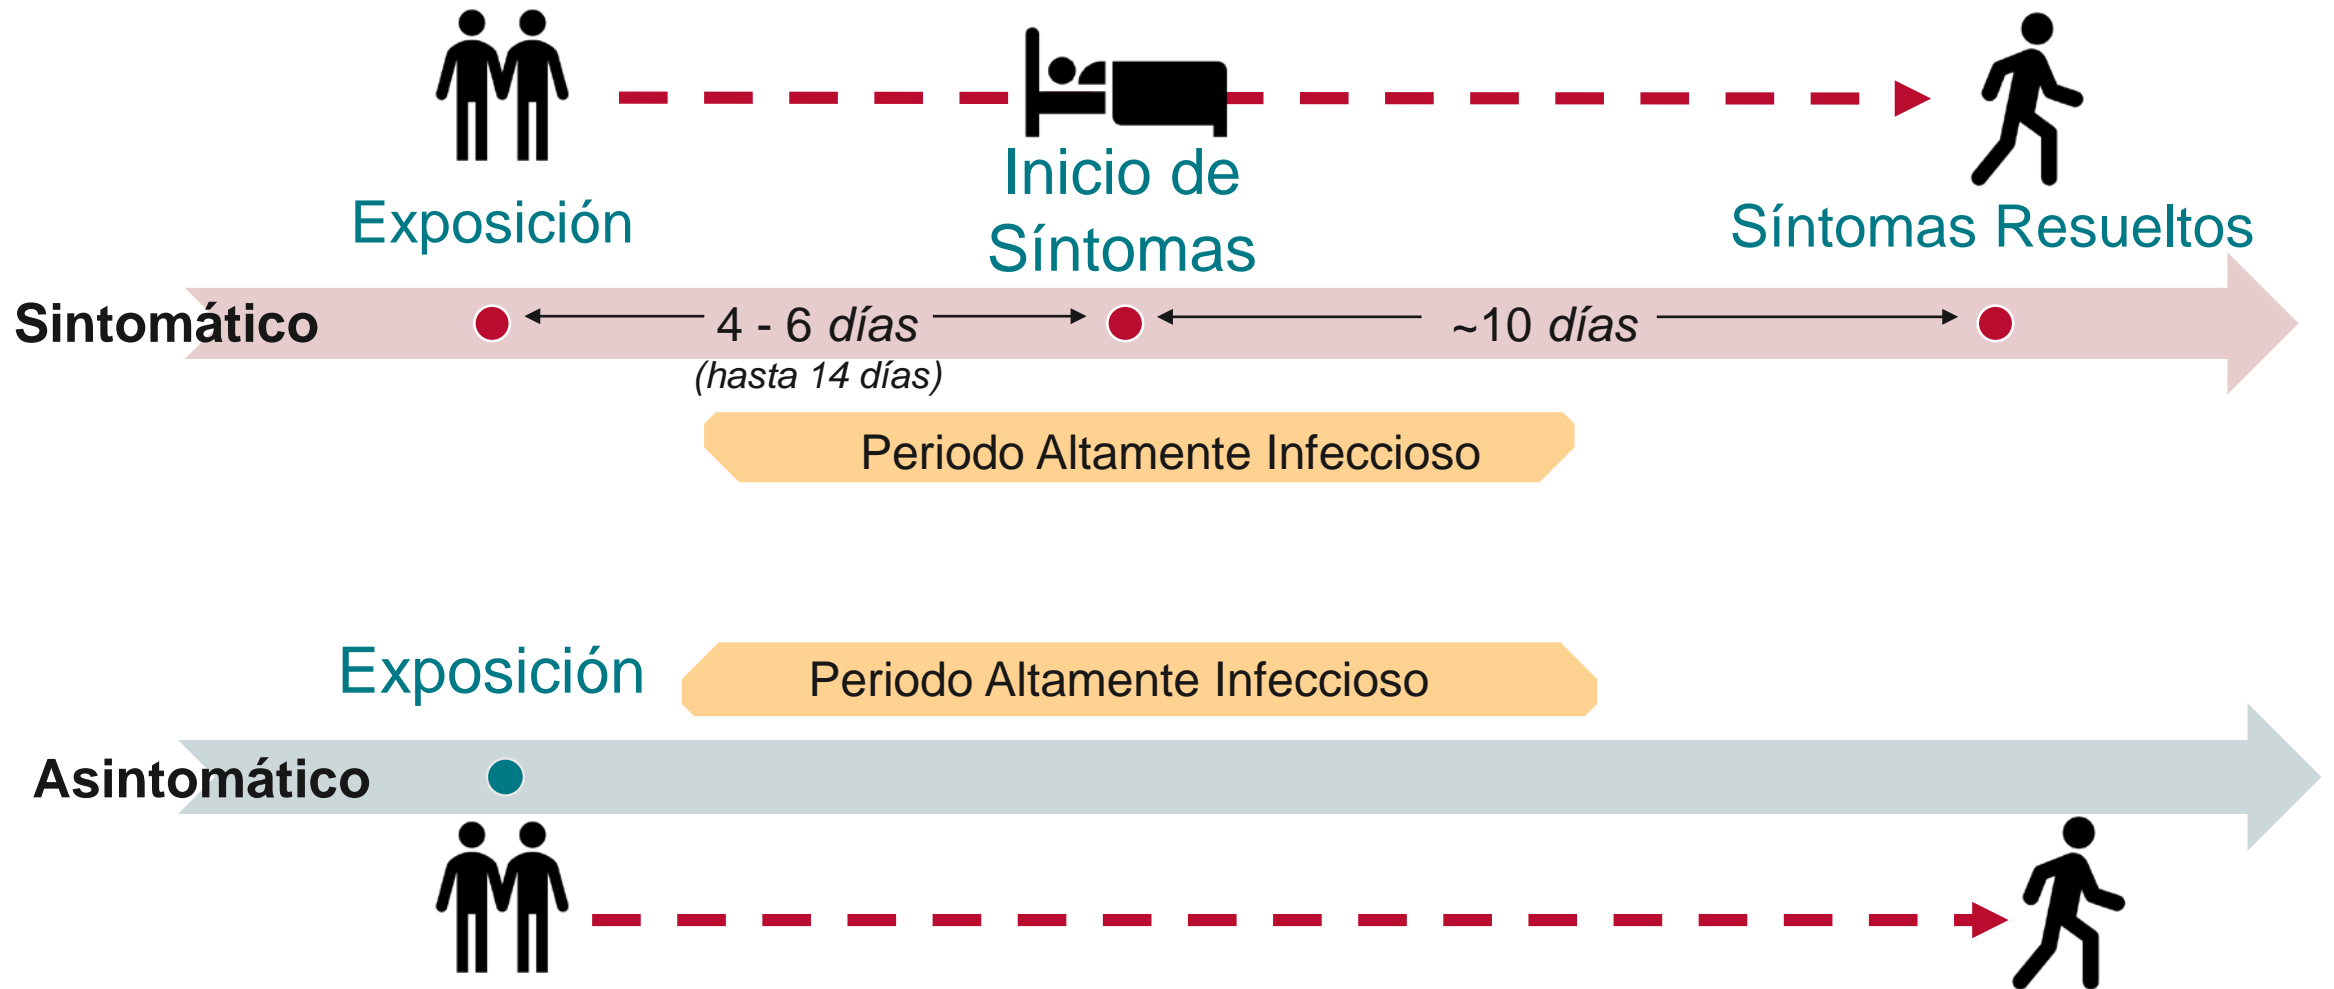 Exposición
Inicio de
Síntomas
Síntomas Resueltos
Sintomático
4 - 6 días
~10 días
(hasta 14 días)
Periodo Altamente Infeccioso
Exposición
Periodo Altamente Infeccioso
Asintomático